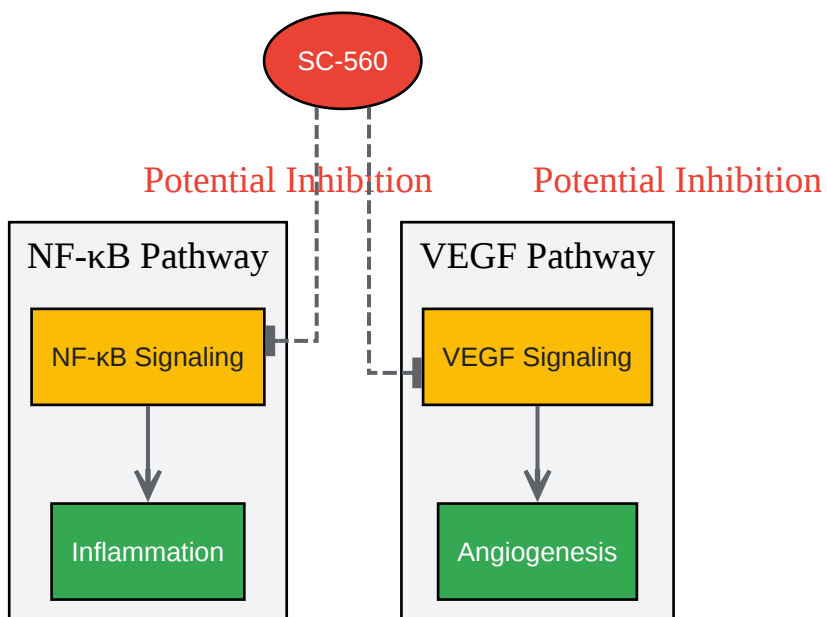 SC-560
Potential Inhibition
Potential Inhibition
NF-κB Pathway
VEGF Pathway
NF-κB Signaling
VEGF Signaling
Inflammation
Angiogenesis